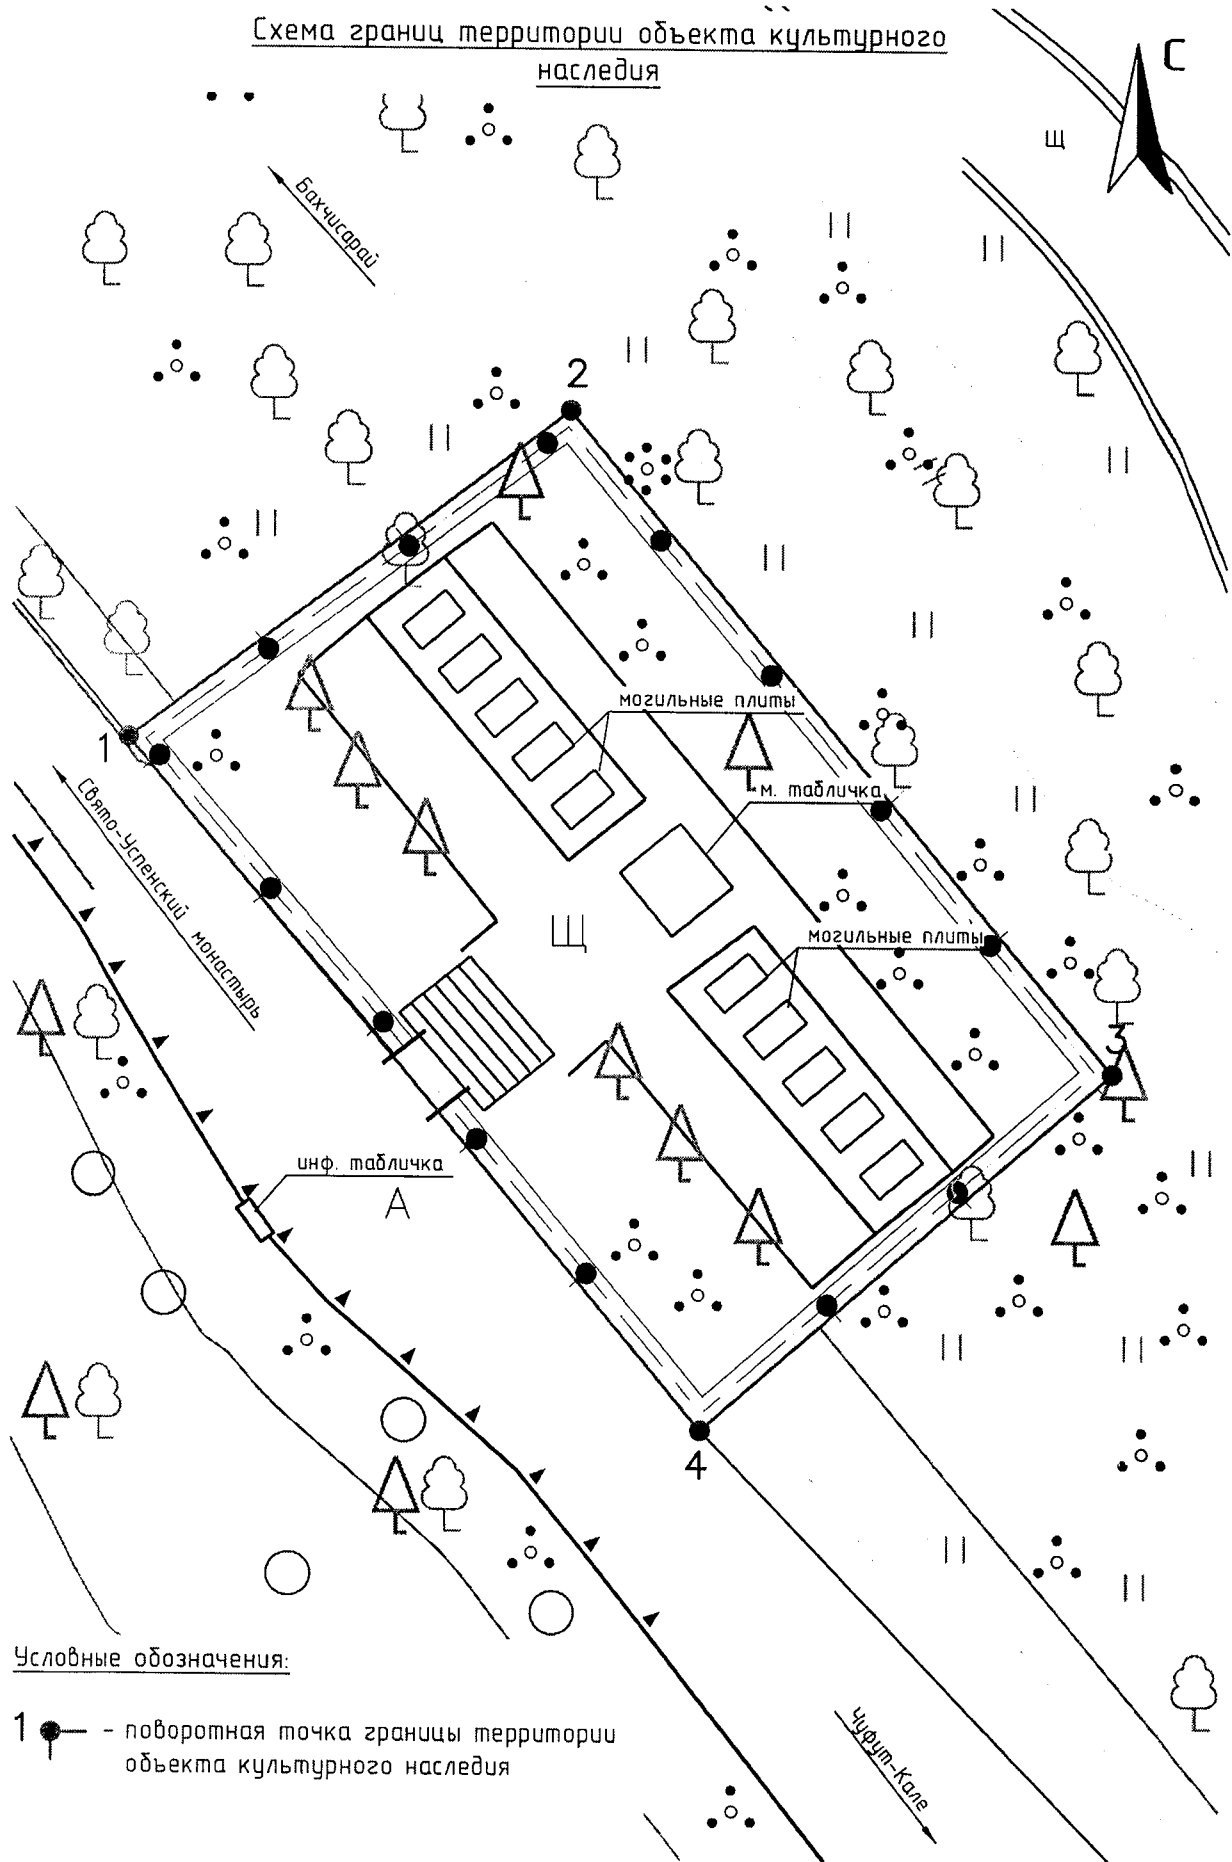 Схема границ территории объекта культурного
наследия
С
щ
Бахчисарай
2
могильные плиты
1
м. табличка
Свято-Успенский монастырь
Щ
могильные плиты
3
инф. табличка
А
4
Условные обозначения:
1 - поворотная точка границы территории
объекта культурного наследия
Чуфут-Кале